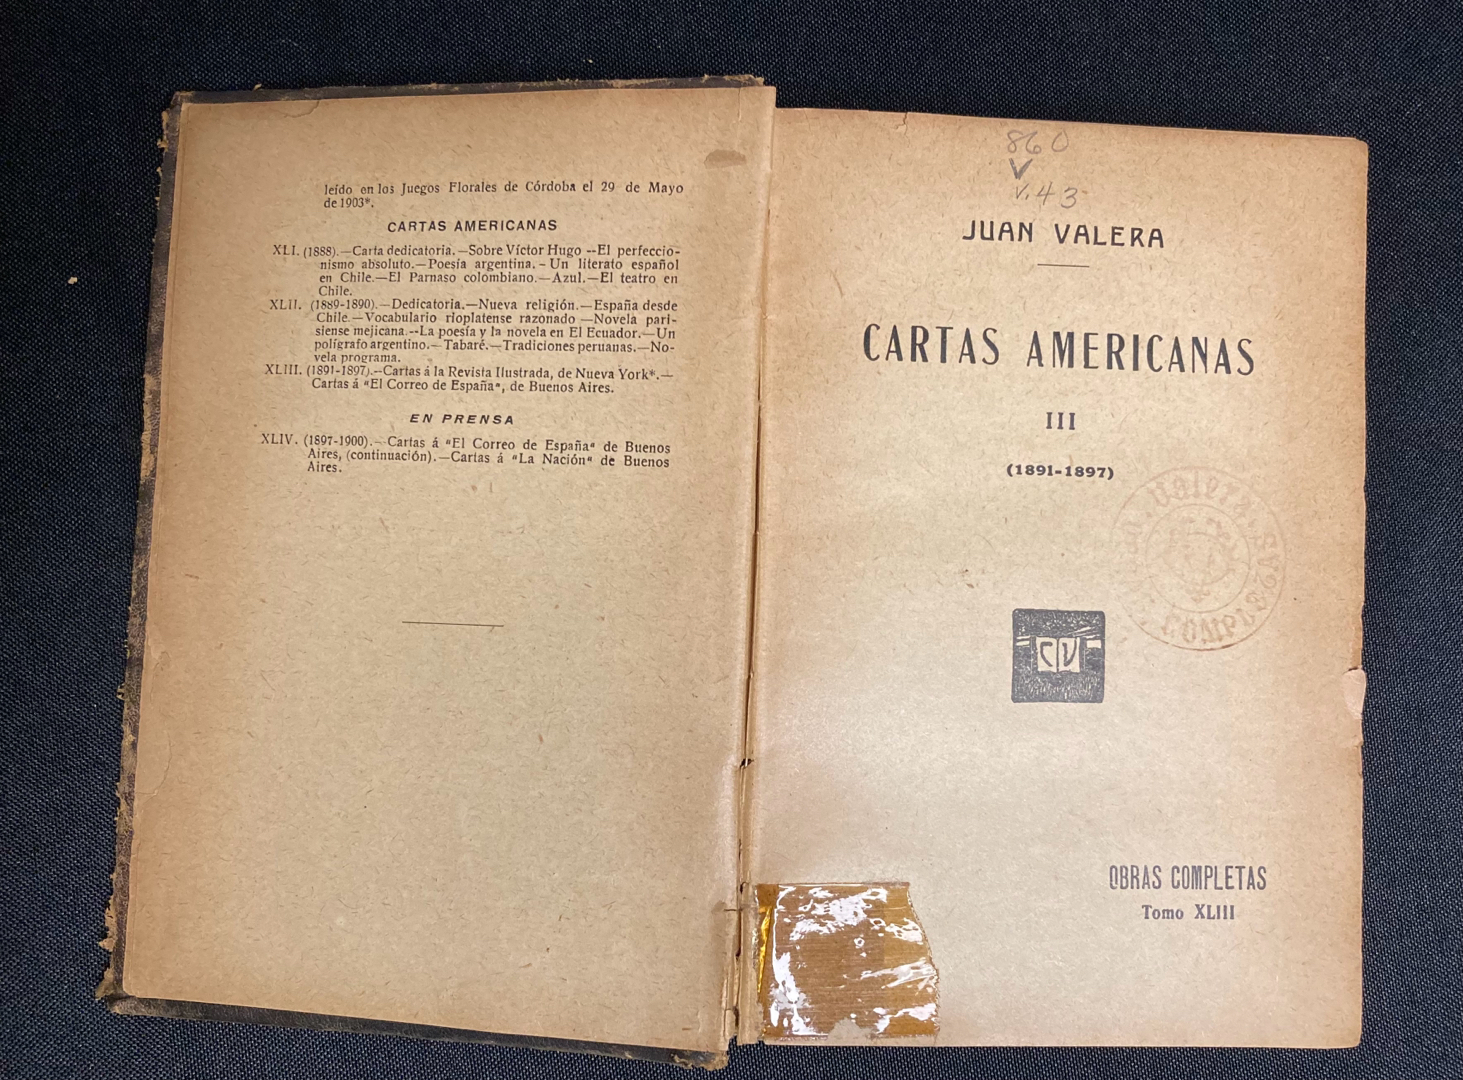 leído en los Juegos Florales de Córdoba el 29 de Mayo
de 1903*.
CARTAS AMERICANAS
XLI. (1888).—Carta dedicatoria.—Sobre Víctor Hugo --El perfeccio-
nismo absoluto.—Poesía argentina.-Un literato español
en Chile.—El Parnaso colombiano.—Azul.—El teatro en
Chile.
XLII. (1889-1890).—Dedicatoria.—Nueva religión.—España desde
Chile.—Vocabulario rioplatense razonado —Novela pari-
siense mejicana.--La poesía y la novela en El Ecuador.—Un
polígrafo argentino.—Tabaré.—Tradiciones peruanas.—No-
vela programa.
XLIII. (1891-1897).--Cartas á la Revista Ilustrada, de Nueva York*.—
Cartas á "El Correo de España", de Buenos Aires.
EN PRENSA
XLIV. (1897-1900).—Cartas á "El Correo de España" de Buenos
Aires, (continuación).—Cartas á "La Nación" de Buenos
Aires.
860
V
v.43
JUAN VALERA
CARTAS AMERICANAS
III
(1891-1897)
Valera
COMPLETAS
CV
OBRAS COMPLETAS
Tomo XLIII